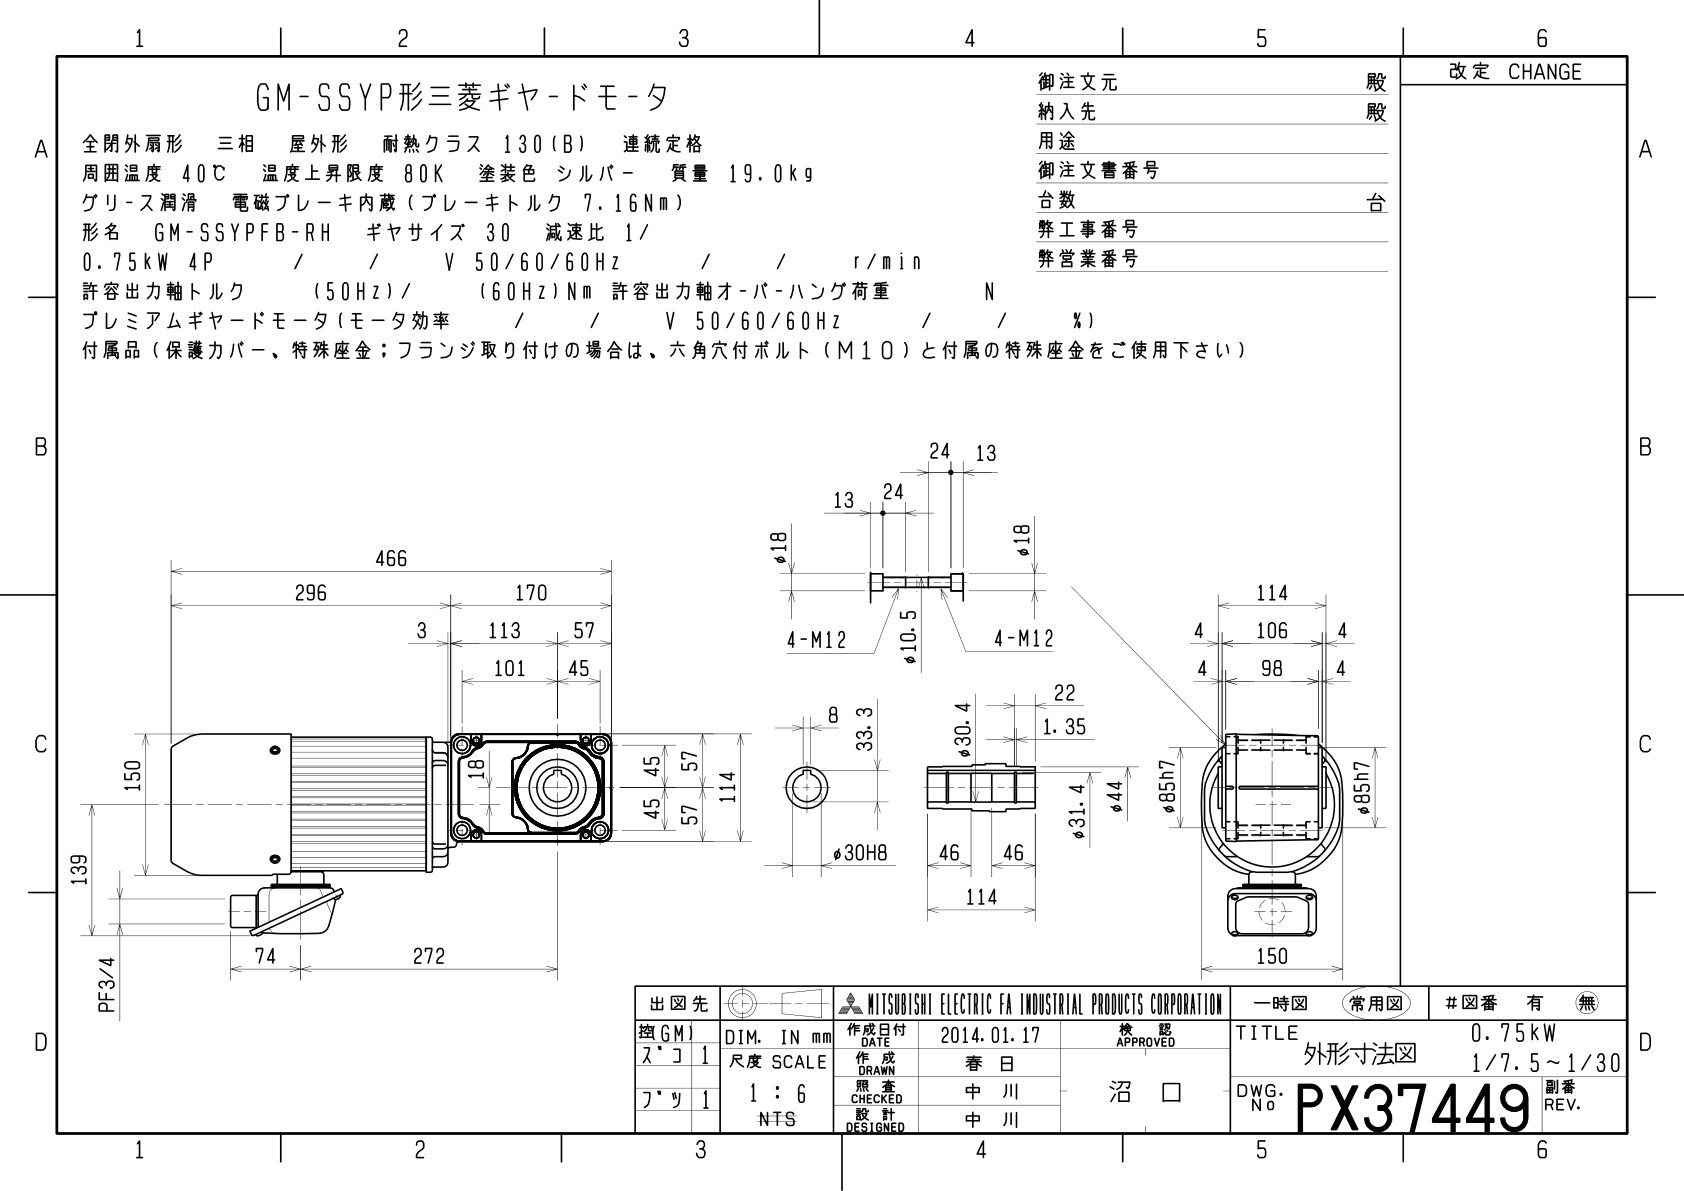 1 2 3 4 5 6
改定 CHANGE
GM-SSYP形三菱ギヤードモータ
全閉外扇形 三相 屋外形 耐熱クラス 130(B) 連続定格
周囲温度 40℃ 温度上昇限度 80K 塗装色 シルバー 質量 19.0kg
グリース潤滑 電磁ブレーキ内蔵(ブレーキトルク 7.16Nm)
形名 GM-SSYPFB-RH ギヤサイズ 30 減速比 1/
0.75kW 4P / / V 50/60/60Hz / / r/min
許容出力軸トルク (50Hz)/ (60Hz)Nm 許容出力軸オーバーハング荷重 N
プレミアムギヤードモータ(モータ効率 / / V 50/60/60Hz / / %)
付属品(保護カバー、特殊座金;フランジ取り付けの場合は、六角穴付ボルト(M10)と付属の特殊座金をご使用下さい)
御注文元 殿
納入先 殿
用途
御注文書番号
台数 台
弊工事番号
弊営業番号
A A
B B
C C
D D
466
296 170
3 113 57
101 45
150
139
18
45 57
45 57
114
PF3/4
74 272
24 13
13 24
φ18 φ18
4-M12 φ10.5 4-M12
8 33.3
φ30H8
φ30.4 22
1.35
φ31.4 φ44
46 46
114
114
4 106 4
4 98 4
φ85h7 φ85h7
150
出図先
控(GM)
ズコ 1
ブツ 1
DIM. IN mm
尺度 SCALE
1 : 6
NTS
MITSUBISHI ELECTRIC FA INDUSTRIAL PRODUCTS CORPORATION
作成日付 DATE 2014.01.17
作成 DRAWN 春日
照査 CHECKED 中川
設計 DESIGNED 中川
検認 APPROVED
沼口
一時図 常用図 #図番 有 無
TITLE 0.75kW
外形寸法図 1/7.5~1/30
DWG. No PX37449 副番 REV.
1 2 3 4 5 6